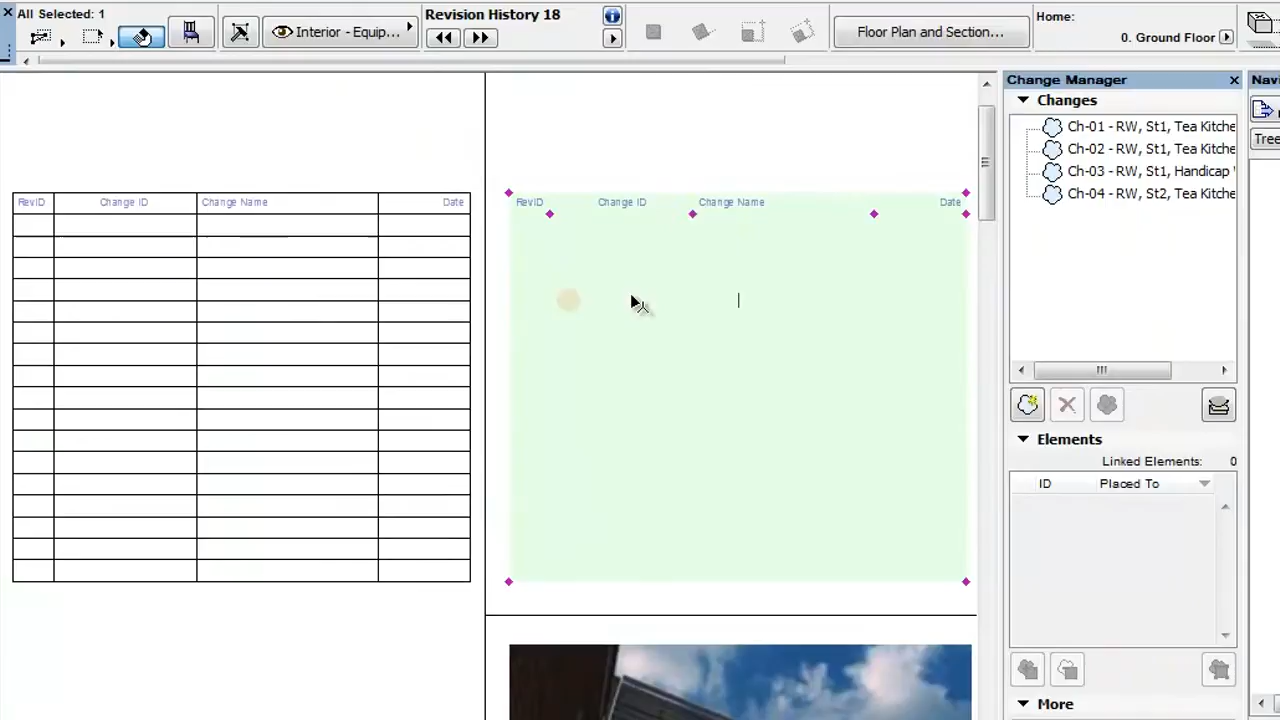 All Selected: 1
Interior - Equip...
Revision History 18
Floor Plan and Section...
Home:
0. Ground Floor
RevID Change ID Change Name Date
RevID Change ID Change Name Date
Change Manager
Changes
Ch-01 - RW, St1, Tea Kitche
Ch-02 - RW, St1, Tea Kitche
Ch-03 - RW, St1, Handicap
Ch-04 - RW, St2, Tea Kitche
Elements
Linked Elements: 0
ID Placed To
More
Navi
Tree